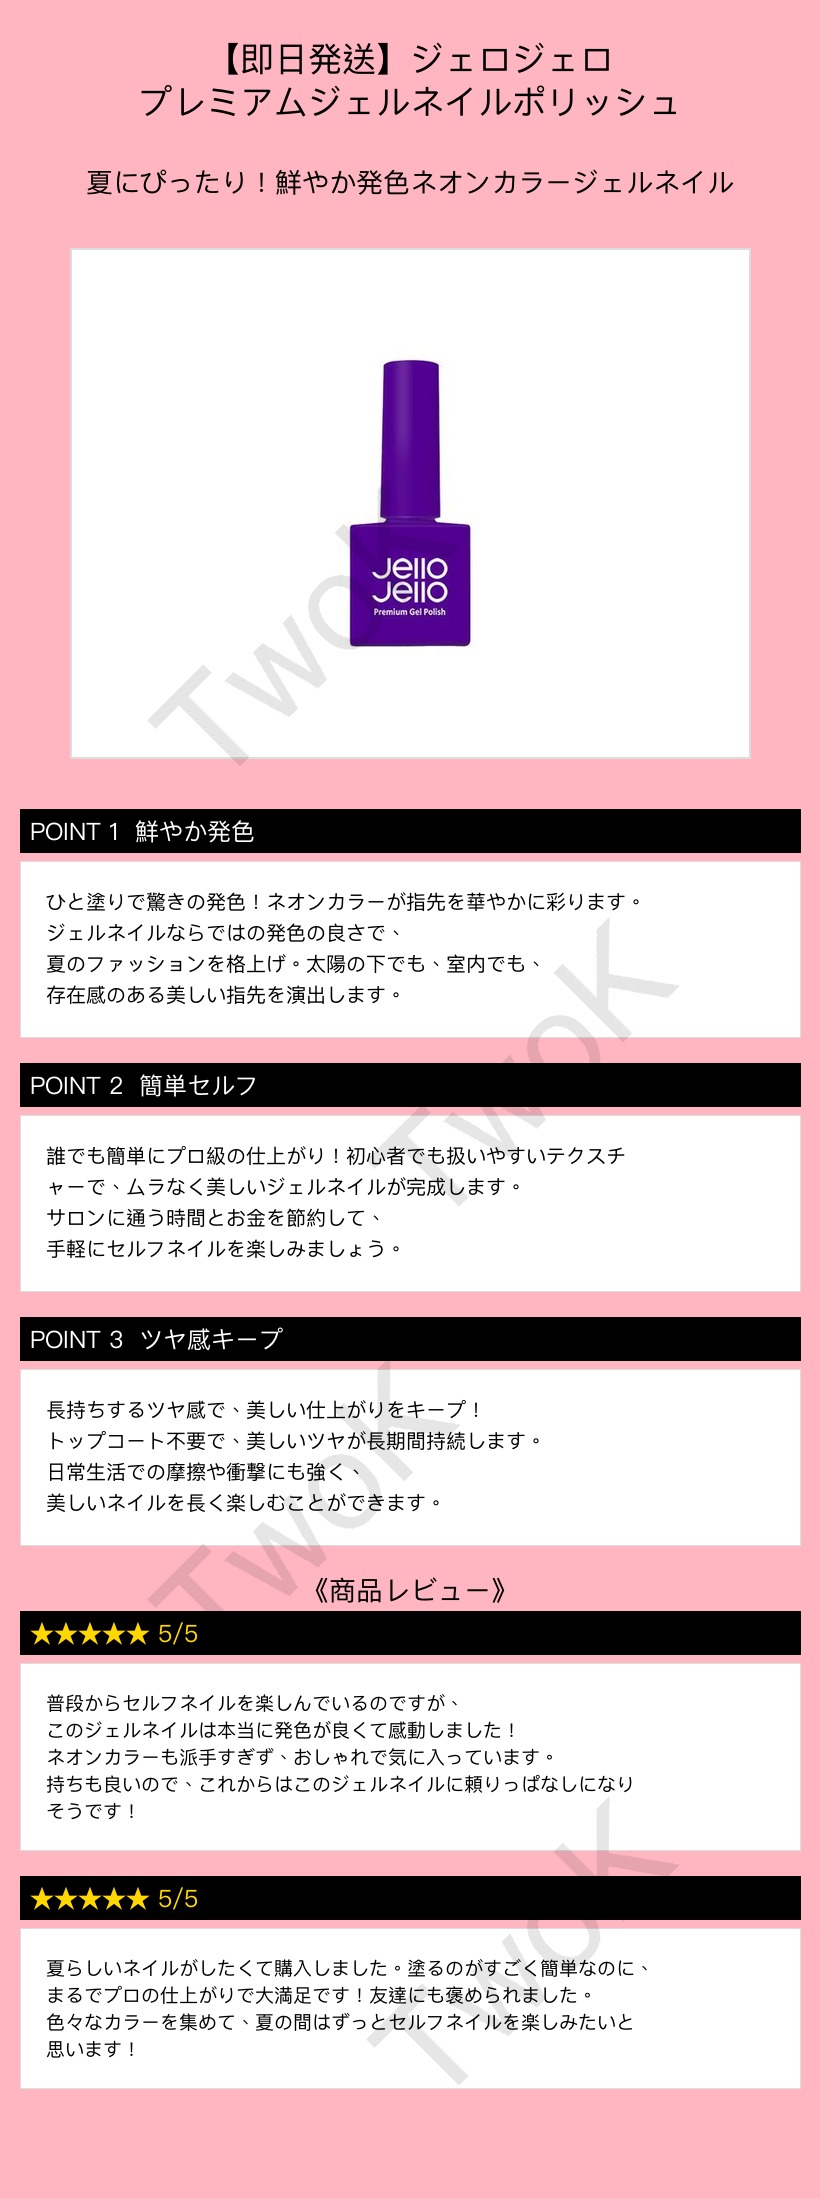 【即日発送】ジェロジェロ
プレミアムジェルネイルポリッシュ
夏にぴったり！鮮やか発色ネオンカラージェルネイル
Jello
Jello
Premium Gel Polish
TwoK
POINT 1 鮮やか発色
ひと塗りで驚きの発色！ネオンカラーが指先を華やかに彩ります。
ジェルネイルならではの発色の良さで、
夏のファッションを格上げ。太陽の下でも、室内でも、
存在感のある美しい指先を演出します。
TwoK
POINT 2 簡単セルフ
誰でも簡単にプロ級の仕上がり！初心者でも扱いやすいテクスチ
ャーで、ムラなく美しいジェルネイルが完成します。
サロンに通う時間とお金を節約して、
手軽にセルフネイルを楽しみましょう。
POINT 3 ツヤ感キープ
長持ちするツヤ感で、美しい仕上がりをキープ！
トップコート不要で、美しいツヤが長期間持続します。
日常生活での摩擦や衝撃にも強く、
美しいネイルを長く楽しむことができます。
TwoK
《商品レビュー》
★★★★★ 5/5
普段からセルフネイルを楽しんでいるのですが、
このジェルネイルは本当に発色が良くて感動しました！
ネオンカラーも派手すぎず、おしゃれで気に入っています。
持ちも良いので、これからはこのジェルネイルに頼りっぱなしになり
そうです！
★★★★★ 5/5
夏らしいネイルがしたくて購入しました。塗るのがすごく簡単なのに、
まるでプロの仕上がりで大満足です！友達にも褒められました。
色々なカラーを集めて、夏の間はずっとセルフネイルを楽しみたいと
思います！
TwoK